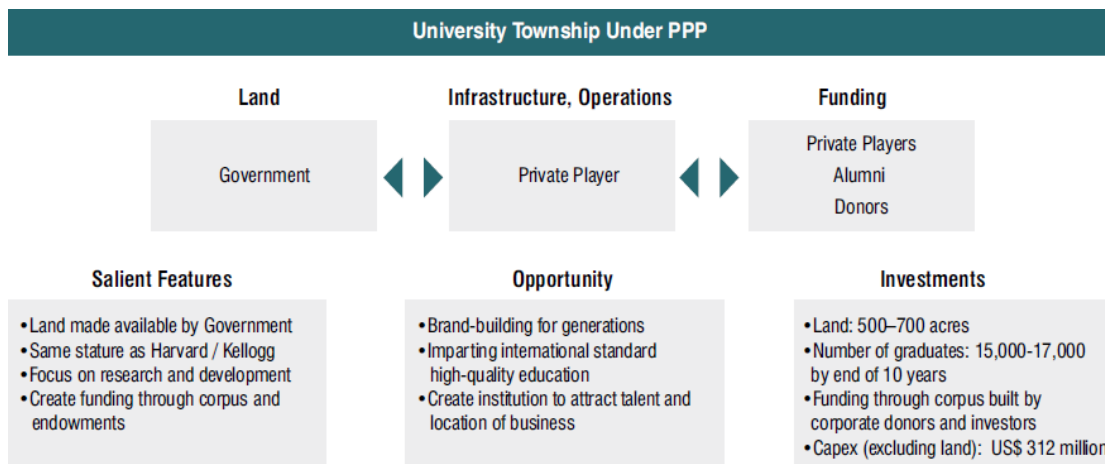 University Township Under PPP
Land
Infrastructure, Operations
Funding
Government
Private Player
Private Players
Alumni
Donors
Salient Features
•Land made available by Government
•Same stature as Harvard / Kellogg
•Focus on research and development
•Create funding through corpus and
endowments
Opportunity
•Brand-building for generations
•Imparting international standard
high-quality education
•Create institution to attract talent and
location of business
Investments
•Land: 500–700 acres
•Number of graduates: 15,000-17,000
by end of 10 years
•Funding through corpus built by
corporate donors and investors
•Capex (excluding land): US$ 312 million